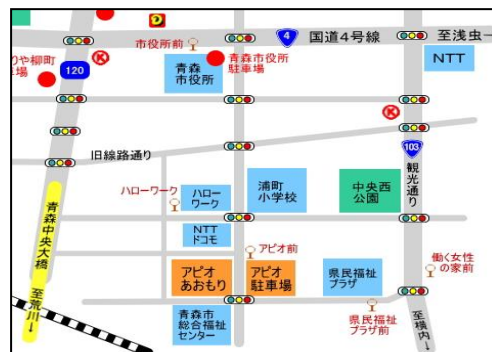 市役所前
4
国道4号線
至浅虫→
りや柳町
場
120
K
青森市役所
駐車場
青森
市役所
NTT
K
旧線路通り
103
観光通り
ハローワーク
ハロー
ワーク
浦町
小学校
中央西
公園
青森中央大橋
NTT
ドコモ
アピオ前
働く女性
の家前
アピオ
あおもり
アピオ
駐車場
県民福祉
プラザ
至荒川↓
青森市
総合福祉
センター
県民福祉
プラザ前
至横内↓